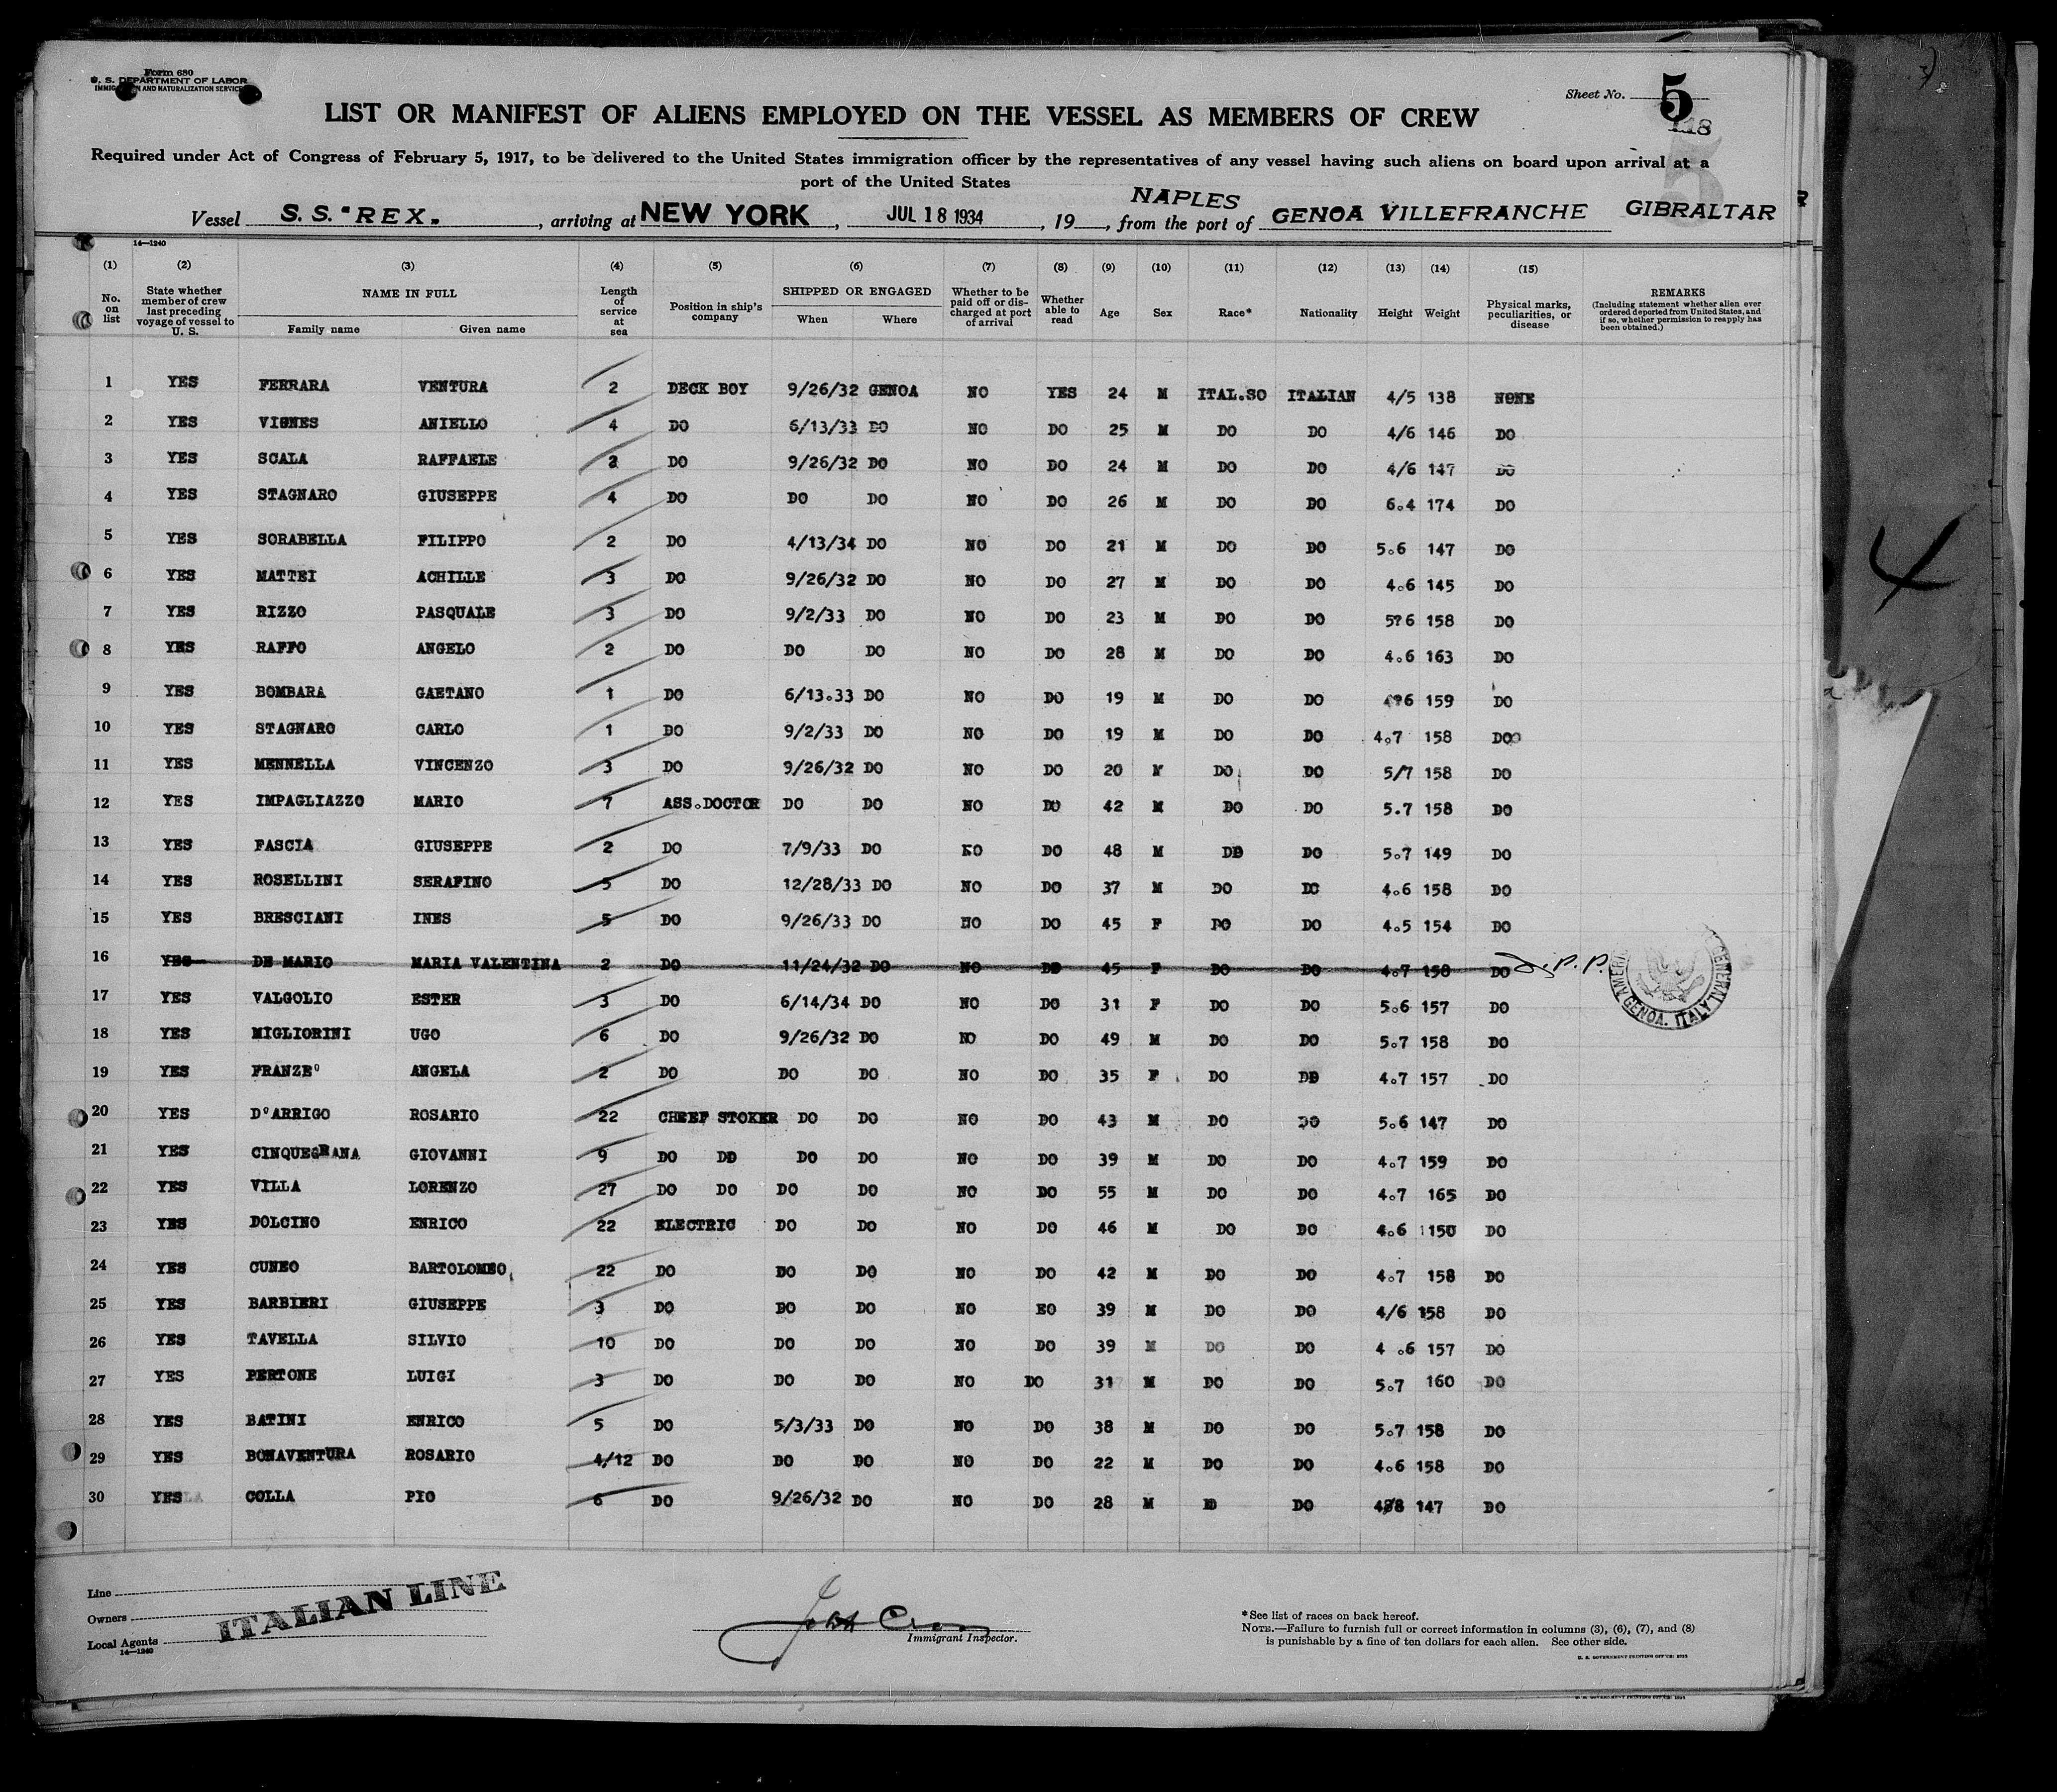 Form 680
U. S. DEPARTMENT OF LABOR
IMMIGRATION AND NATURALIZATION SERVICE
Sheet No. 5
118
LIST OR MANIFEST OF ALIENS EMPLOYED ON THE VESSEL AS MEMBERS OF CREW
Required under Act of Congress of February 5, 1917, to be delivered to the United States immigration officer by the representatives of any vessel having such aliens on board upon arrival at a
port of the United States
NAPLES
Vessel S.S. "REX." , arriving at NEW YORK , JUL 18 1934 , 19 , from the port of GENOA VILLEFRANCHE GIBRALTAR
14—1240
(1) (2) (3) (4) (5) (6) (7) (8) (9) (10) (11) (12) (13) (14) (15)
No. on list
State whether member of crew last preceding voyage of vessel to U. S.
NAME IN FULL
Family name Given name
Length of service at sea
Position in ship's company
SHIPPED OR ENGAGED
When Where
Whether to be paid off or discharged at port of arrival
Whether able to read
Age
Sex
Race*
Nationality
Height
Weight
Physical marks, peculiarities, or disease
REMARKS
(Including statement whether alien ever ordered deported from United States, and if so, whether permission to reapply has been obtained.)
1 YES FERRARA VENTURA 2 DECK BOY 9/26/32 GENOA NO YES 24 M ITAL.SO ITALIAN 4/5 138 NONE
2 YES VIGNES ANIELLO 4 DO 6/13/33 DO NO DO 25 M DO DO 4/6 146 DO
3 YES SCALA RAFFAELE 2 DO 9/26/32 DO NO DO 24 M DO DO 4/6 147 DO
4 YES STAGNARO GIUSEPPE 4 DO DO DO NO DO 26 M DO DO 6.4 174 DO
5 YES SORABELLA FILIPPO 2 DO 4/13/34 DO NO DO 21 M DO DO 5.6 147 DO
6 YES MATTEI ACHILLE 3 DO 9/26/32 DO NO DO 27 M DO DO 4.6 145 DO
7 YES RIZZO PASQUALE 3 DO 9/2/33 DO NO DO 23 M DO DO 5?6 158 DO
8 YES RAFFO ANGELO 2 DO DO DO NO DO 28 M DO DO 4.6 163 DO
9 YES BOMBARA GAETANO 1 DO 6/13.33 DO NO DO 19 M DO DO 4?6 159 DO
10 YES STAGNARO CARLO 1 DO 9/2/33 DO NO DO 19 M DO DO 4.7 158 DO
11 YES MENNELLA VINCENZO 3 DO 9/26/32 DO NO DO 20 M DO DO 5/7 158 DO
12 YES IMPAGLIAZZO MARIO 7 ASS.DOCTOR DO DO NO DO 42 M DO DO 5.7 158 DO
13 YES FASCIA GIUSEPPE 2 DO 7/9/33 DO NO DO 48 M DO DO 5.7 149 DO
14 YES ROSELLINI SERAFINO 5 DO 12/28/33 DO NO DO 37 M DO DO 4.6 158 DO
15 YES BRESCIANI INES 5 DO 9/26/33 DO NO DO 45 F DO DO 4.5 154 DO
16 YES DE MARIO MARIA VALENTINA 2 DO 11/24/32 DO NO DO 45 F DO DO 4.7 158 DO
17 YES VALGOLIO ESTER 3 DO 6/14/34 DO NO DO 31 F DO DO 5.6 157 DO
18 YES MIGLIORINI UGO 6 DO 9/26/32 DO NO DO 49 M DO DO 5.7 158 DO
19 YES FRANZE' ANGELA 2 DO DO DO NO DO 35 F DO DO 4.7 157 DO
20 YES D'ARRIGO ROSARIO 22 CHEEF STOKER DO DO NO DO 43 M DO DO 5.6 147 DO
21 YES CINQUEGRANA GIOVANNI 9 DO DO DO DO NO DO 39 M DO DO 4.7 159 DO
22 YES VILLA LORENZO 27 DO DO DO DO NO DO 55 M DO DO 4.7 165 DO
23 YES DOLCINO ENRICO 22 ELECTRIC DO DO NO DO 46 M DO DO 4.6 150 DO
24 YES CUNEO BARTOLOMEO 22 DO DO DO NO DO 42 M DO DO 4.7 158 DO
25 YES BARBIERI GIUSEPPE 3 DO DO DO NO EO 39 M DO DO 4/6 158 DO
26 YES TAVELLA SILVIO 10 DO DO DO NO DO 39 M DO DO 4 .6 157 DO
27 YES PERTONE LUIGI 3 DO DO DO NO DO 31 M DO DO 5.7 160 DO
28 YES BATINI ENRICO 5 DO 5/3/33 DO NO DO 38 M DO DO 5.7 158 DO
29 YES BONAVENTURA ROSARIO 4/12 DO DO DO NO DO 22 M DO DO 4.6 158 DO
30 YES COLLA PIO 6 DO 9/26/32 DO NO DO 28 M DO 147 DO
GENOA. ITALY
Line
Owners
Local Agents
ITALIAN LINE
14—1240
Immigrant Inspector.
*See list of races on back hereof.
NOTE.—Failure to furnish full or correct information in columns (3), (6), (7), and (8)
is punishable by a fine of ten dollars for each alien. See other side.
U. S. GOVERNMENT PRINTING OFFICE: 1933
4